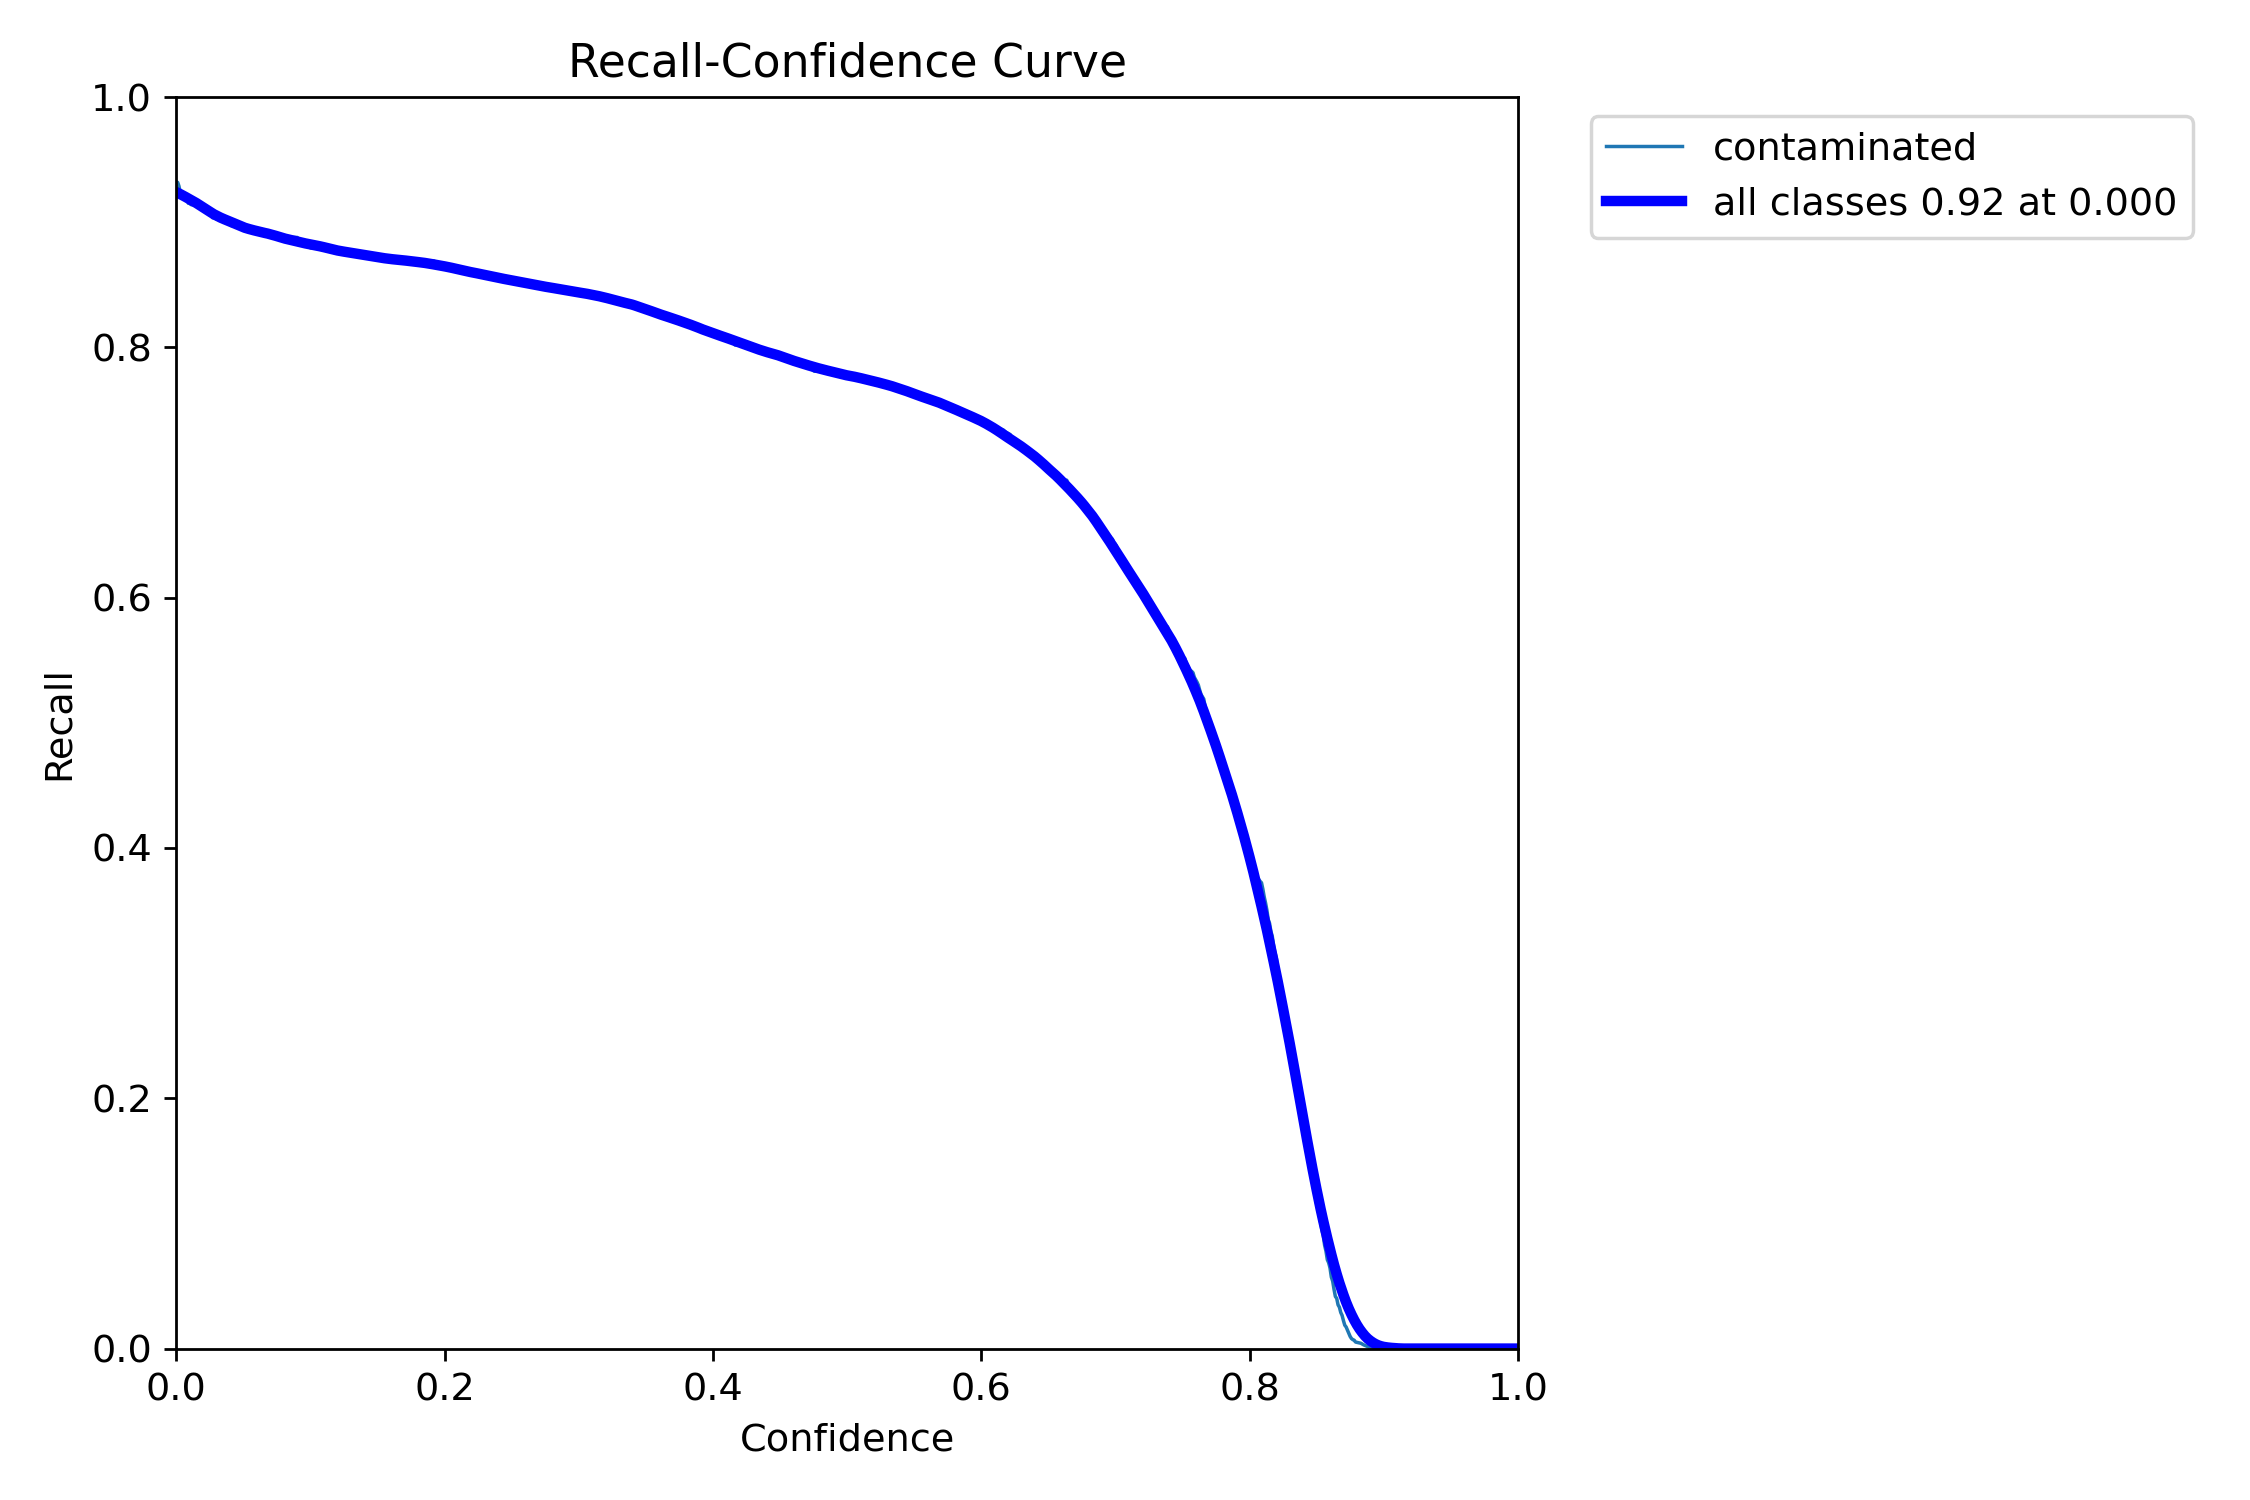 Recall-Confidence Curve
contaminated
all classes 0.92 at 0.000
1.0
0.8
0.6
0.4
0.2
0.0
Recall
0.0 0.2 0.4 0.6 0.8 1.0
Confidence